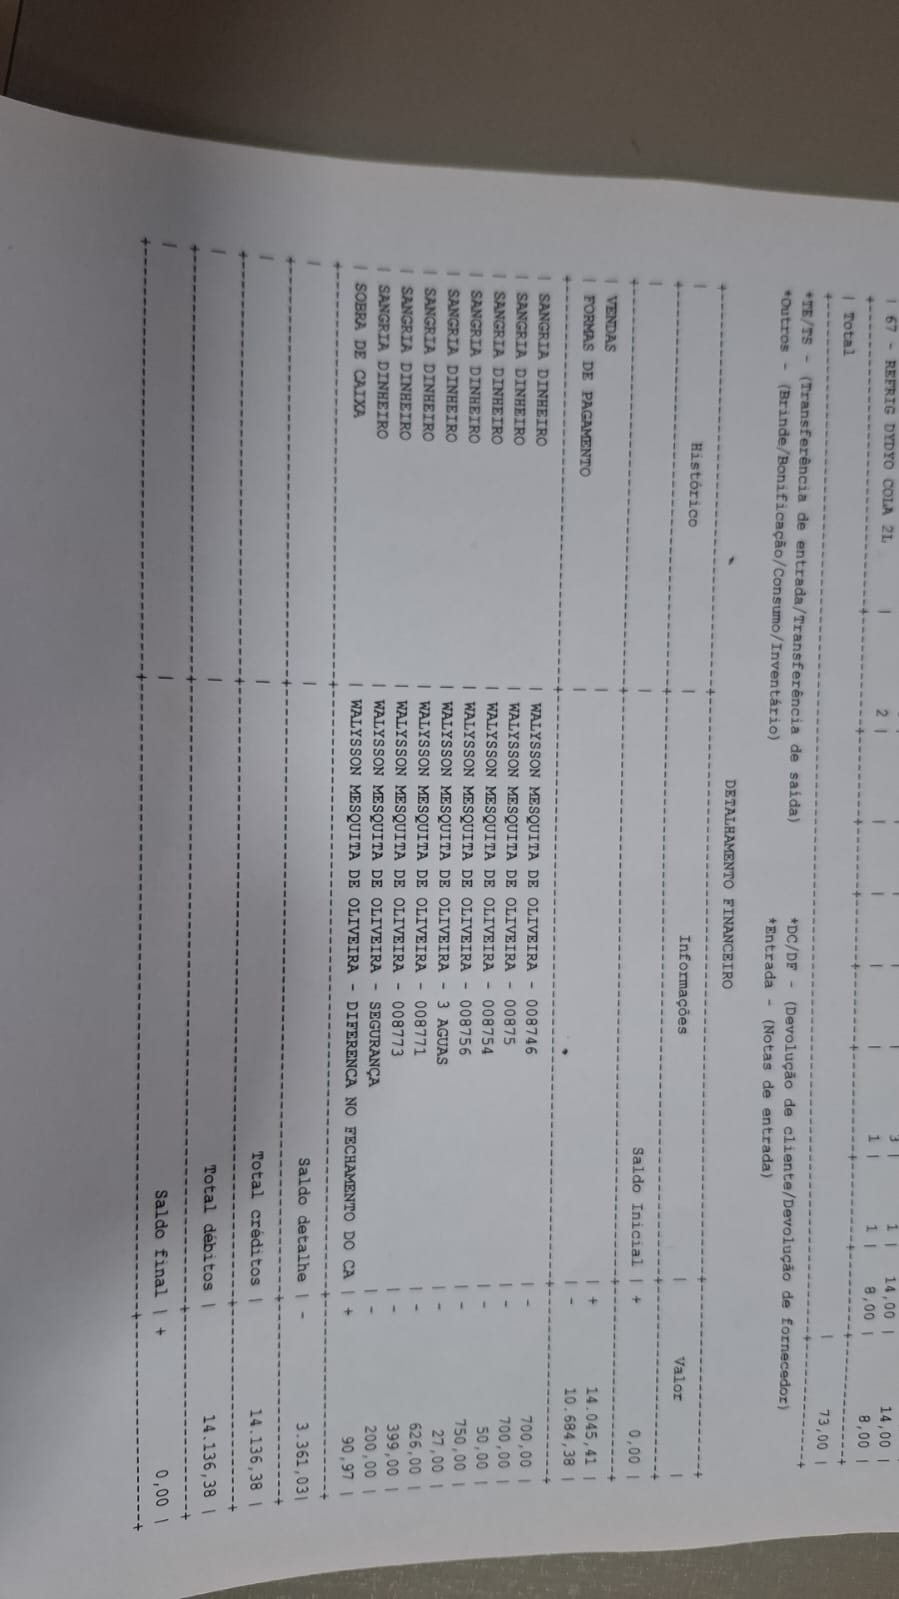 67 - REFRIG DYDYO COLA 2L | 2 | | | | | 3 | 1 | 14,00 | 14,00 |
1 | 1 | 8,00 | 8,00 |
| Total | 73,00 |
*TE/TS - (Transferência de entrada/Transferência de saida) *DC/DF - (Devolução de cliente/Devolução de fornecedor)
*Outros - (Brinde/Bonificação/Consumo/Inventário) *Entrada - (Notas de entrada)
DETALHAMENTO FINANCEIRO
| Histórico | Informações | Valor |
| | Saldo Inicial | + 0,00 |
| VENDAS | | + 14.045,41 |
| FORMAS DE PAGAMENTO | | - 10.684,38 |
| SANGRIA DINHEIRO | WALYSSON MESQUITA DE OLIVEIRA - 008746 | - 700,00 |
| SANGRIA DINHEIRO | WALYSSON MESQUITA DE OLIVEIRA - 00875 | - 700,00 |
| SANGRIA DINHEIRO | WALYSSON MESQUITA DE OLIVEIRA - 008754 | - 50,00 |
| SANGRIA DINHEIRO | WALYSSON MESQUITA DE OLIVEIRA - 008756 | - 750,00 |
| SANGRIA DINHEIRO | WALYSSON MESQUITA DE OLIVEIRA - 3 AGUAS | - 27,00 |
| SANGRIA DINHEIRO | WALYSSON MESQUITA DE OLIVEIRA - 008771 | - 626,00 |
| SANGRIA DINHEIRO | WALYSSON MESQUITA DE OLIVEIRA - 008773 | - 399,00 |
| SANGRIA DINHEIRO | WALYSSON MESQUITA DE OLIVEIRA - SEGURANÇA | - 200,00 |
| SOBRA DE CAIXA | WALYSSON MESQUITA DE OLIVEIRA - DIFERENCA NO FECHAMENTO DO CA | + 90,97 |
| | Saldo detalhe | - 3.361,03|
| | Total créditos | 14.136,38 |
| | Total débitos | 14.136,38 |
| | Saldo final | + 0,00 |